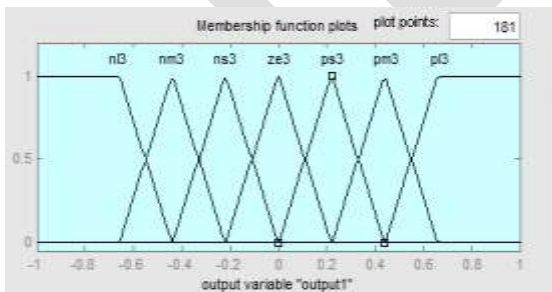 Membership function plots plot points: 181
nl3 nm3 ns3 ze3 ps3 pm3 pl3
1
0.5
0
-1 -0.8 -0.6 -0.4 -0.2 0 0.2 0.4 0.6 0.8 1
output variable "output1"